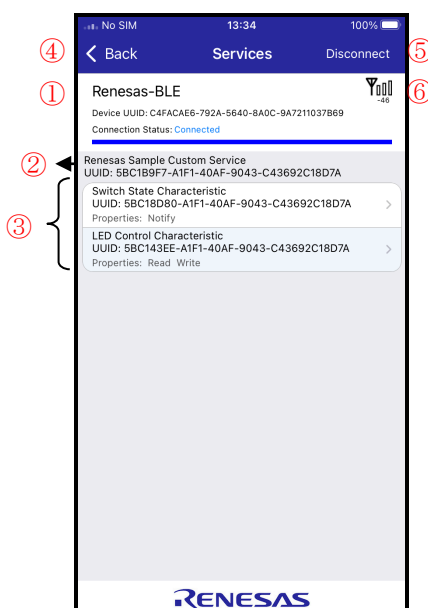 No SIM 13:34 100%
④ Back Services Disconnect ⑤
① Renesas-BLE -46 ⑥
Device UUID: C4FACAE6-792A-5640-8A0C-9A7211037B69
Connection Status: Connected
② Renesas Sample Custom Service
UUID: 5BC1B9F7-A1F1-40AF-9043-C43692C18D7A
③ Switch State Characteristic
UUID: 5BC18D80-A1F1-40AF-9043-C43692C18D7A
Properties: Notify
LED Control Characteristic
UUID: 5BC143EE-A1F1-40AF-9043-C43692C18D7A
Properties: Read Write
RENESAS